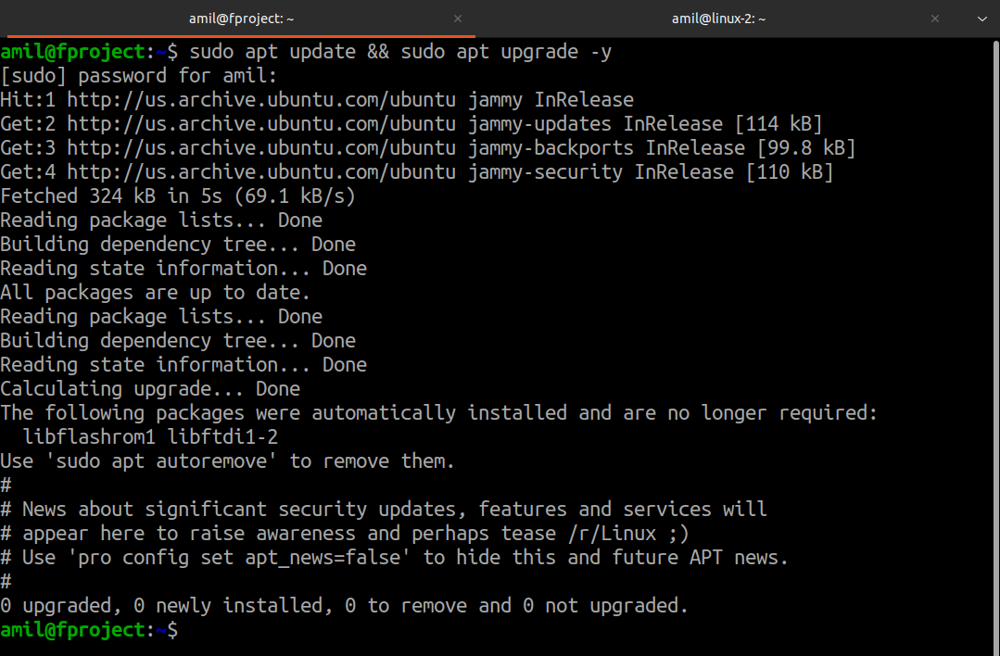 amil@fproject: ~
amil@linux-2: ~
amil@fproject:~$ sudo apt update && sudo apt upgrade -y
[sudo] password for amil:
Hit:1 http://us.archive.ubuntu.com/ubuntu jammy InRelease
Get:2 http://us.archive.ubuntu.com/ubuntu jammy-updates InRelease [114 kB]
Get:3 http://us.archive.ubuntu.com/ubuntu jammy-backports InRelease [99.8 kB]
Get:4 http://us.archive.ubuntu.com/ubuntu jammy-security InRelease [110 kB]
Fetched 324 kB in 5s (69.1 kB/s)
Reading package lists... Done
Building dependency tree... Done
Reading state information... Done
All packages are up to date.
Reading package lists... Done
Building dependency tree... Done
Reading state information... Done
Calculating upgrade... Done
The following packages were automatically installed and are no longer required:
  libflashrom1 libftdi1-2
Use 'sudo apt autoremove' to remove them.
#
# News about significant security updates, features and services will
# appear here to raise awareness and perhaps tease /r/Linux ;)
# Use 'pro config set apt_news=false' to hide this and future APT news.
#
0 upgraded, 0 newly installed, 0 to remove and 0 not upgraded.
amil@fproject:~$